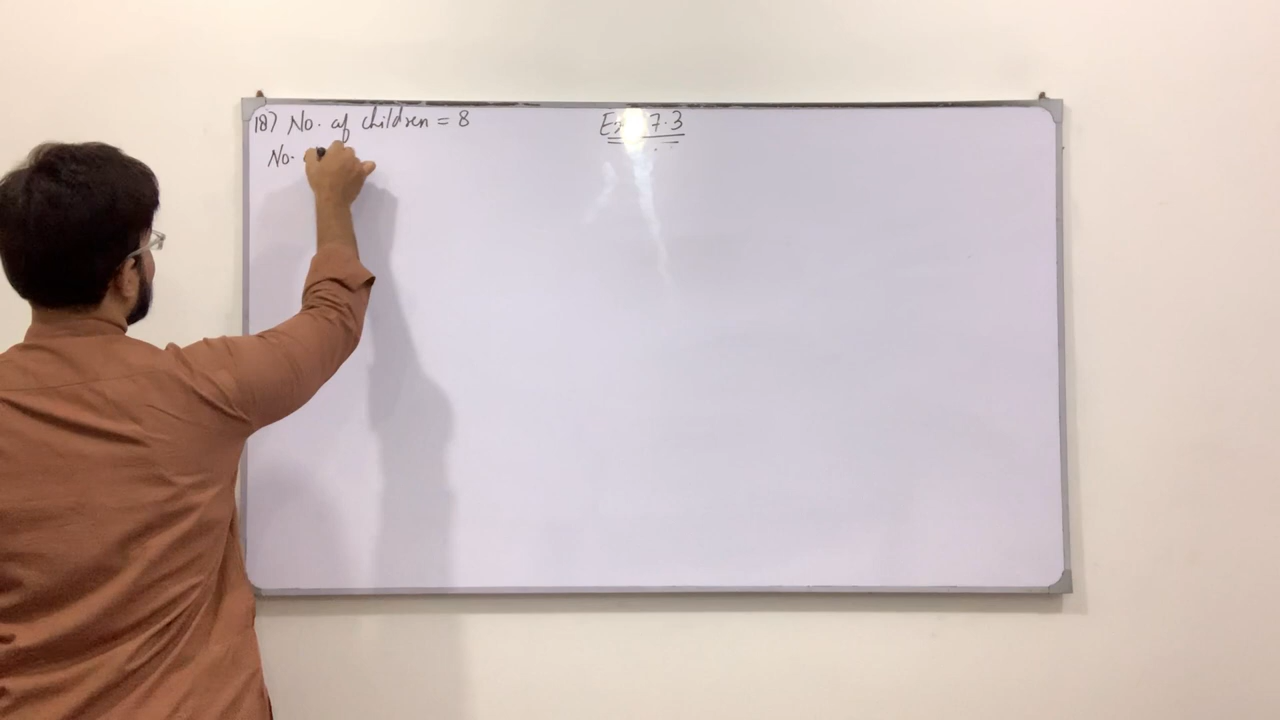 18) No. of children = 8
Ex 7.3
No.